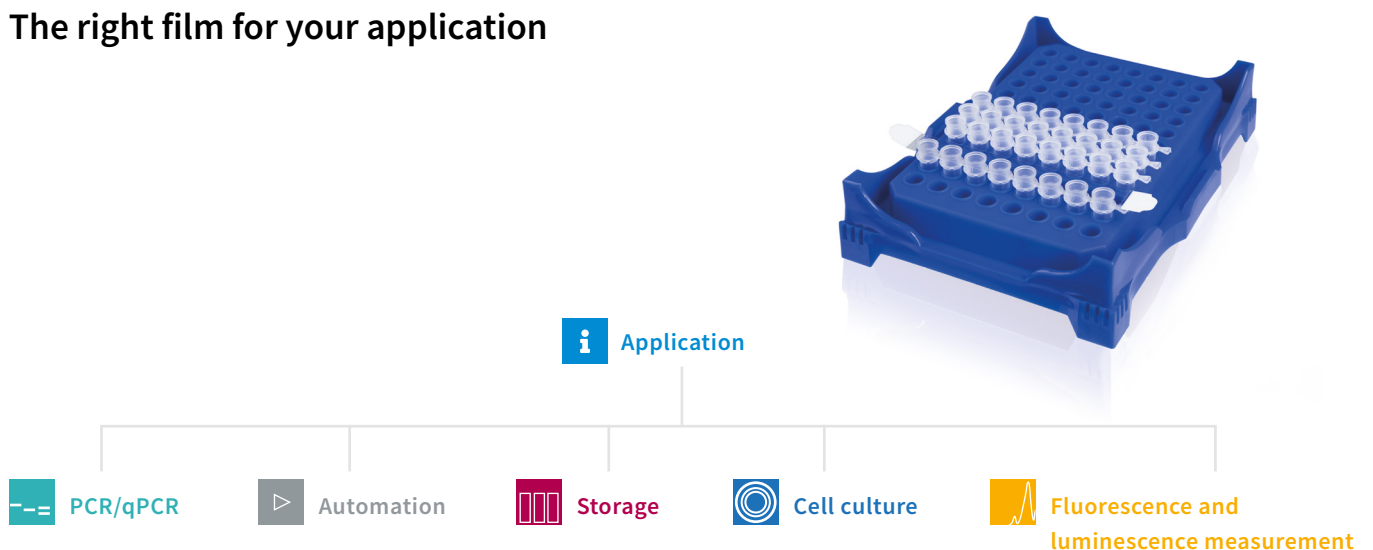 The right film for your application
Application
PCR/qPCR
Automation
Storage
Cell culture
Fluorescence and
luminescence measurement